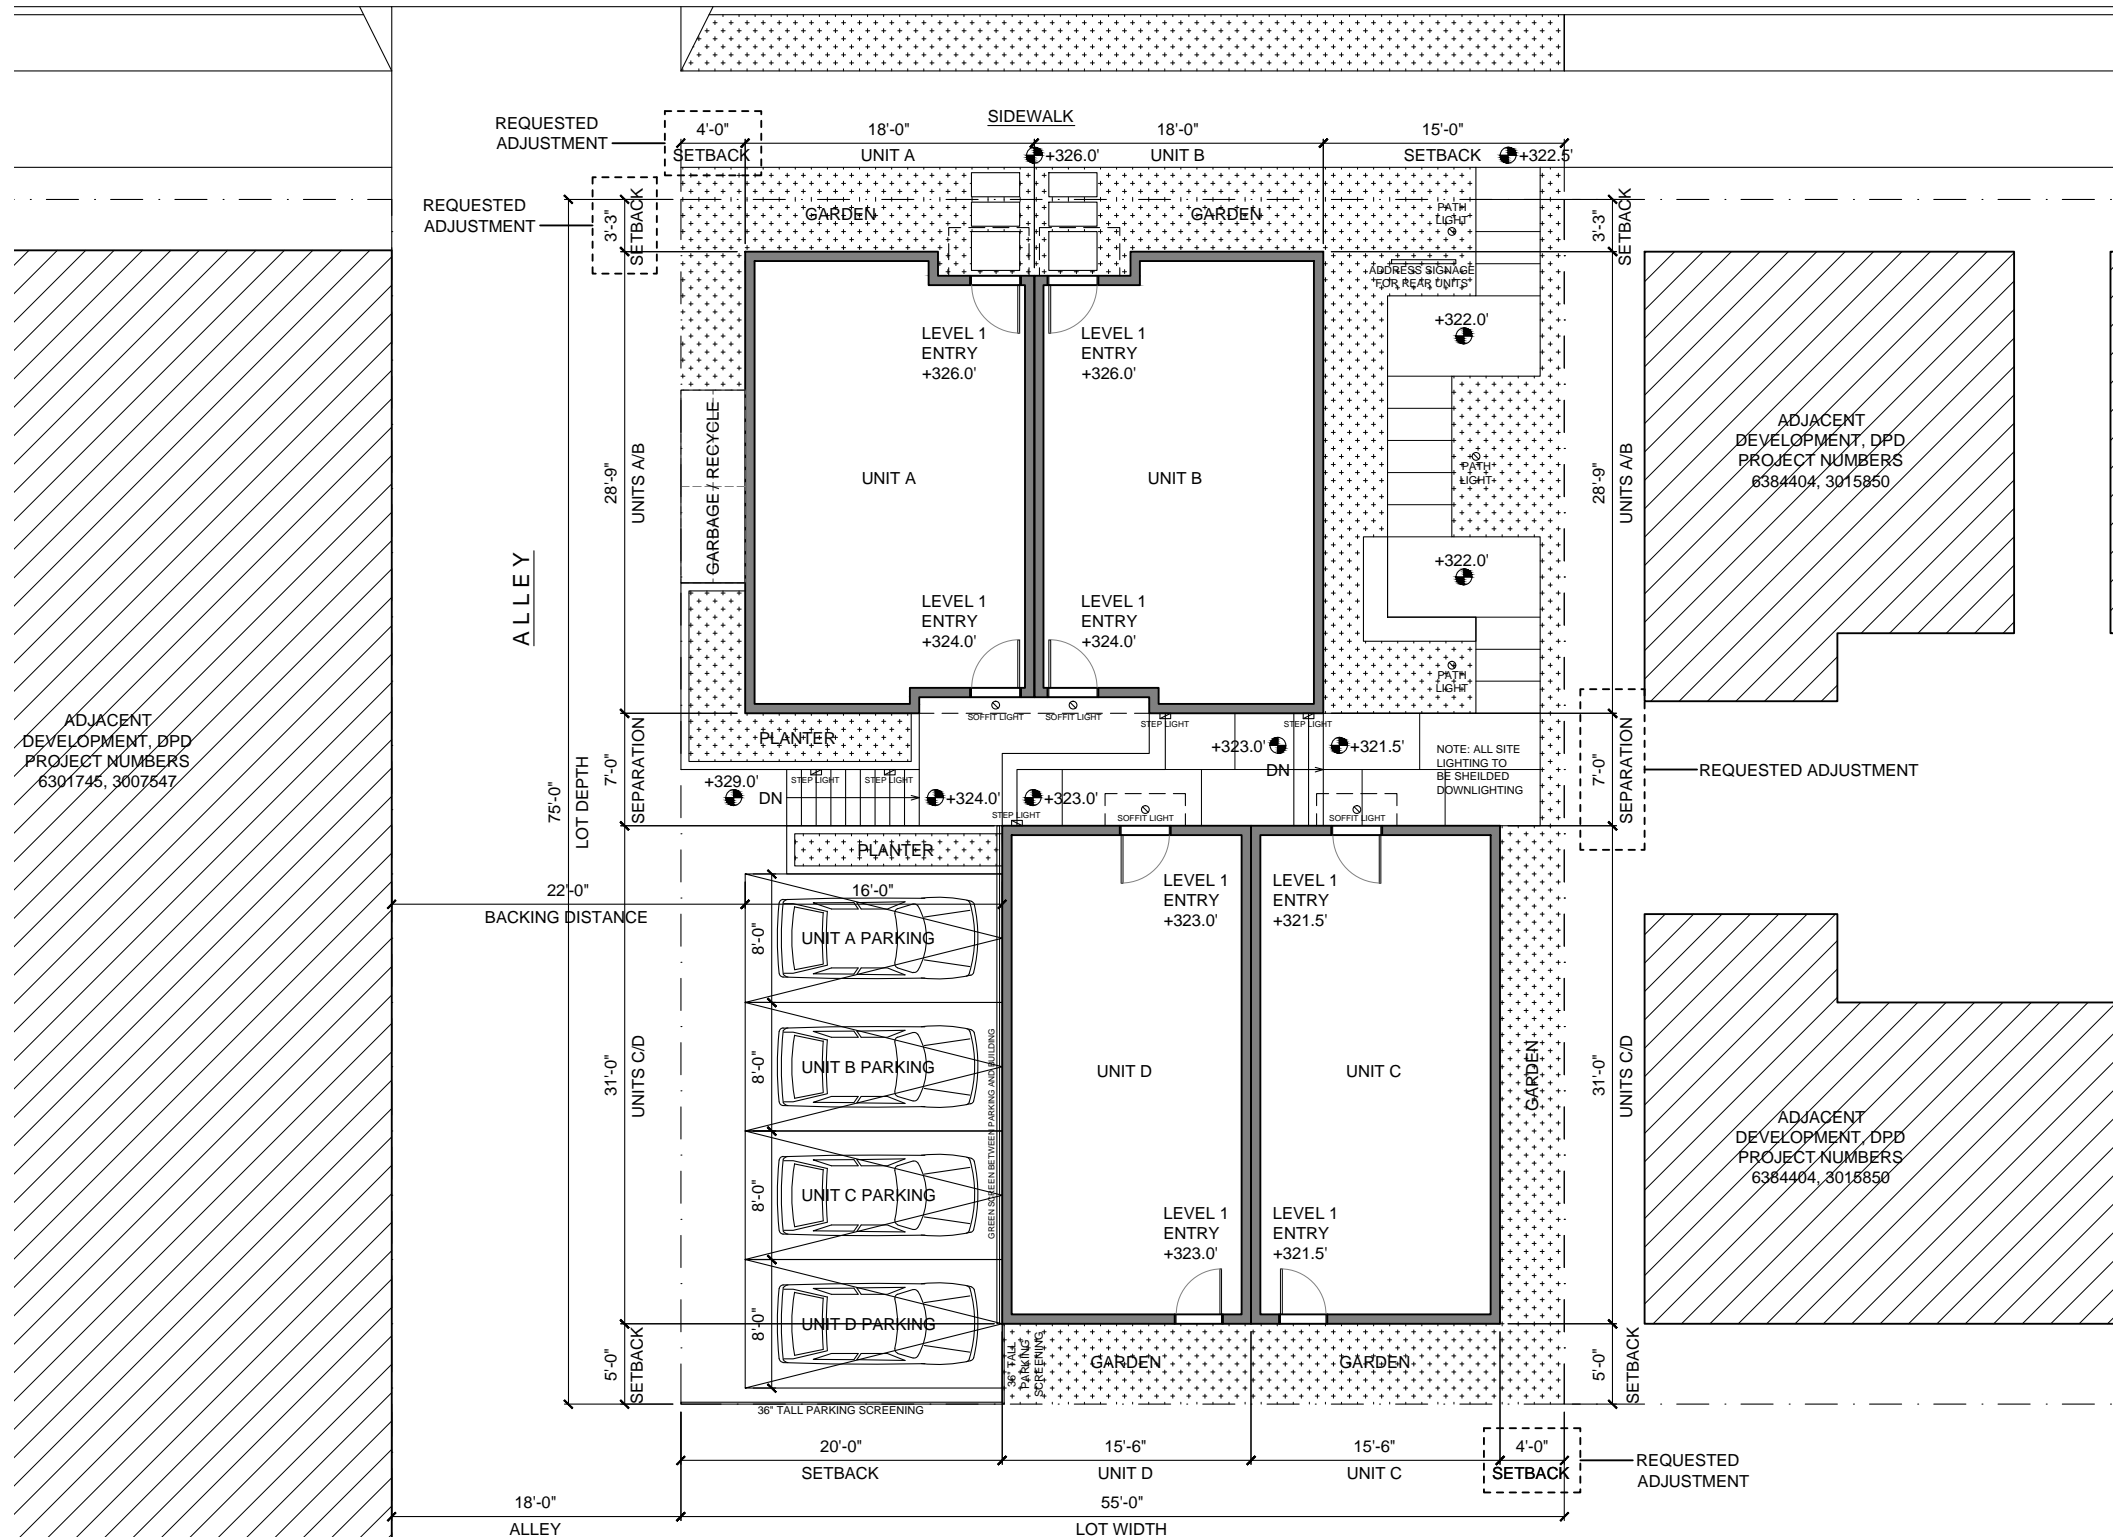 SIDEWALK
REQUESTED
ADJUSTMENT
4'-0"
SETBACK
18'-0"
UNIT A
+326.0'
18'-0"
UNIT B
15'-0"
SETBACK
+322.5'
REQUESTED
ADJUSTMENT
3'-3"
SETBACK
GARDEN
GARDEN
PATH
LIGHT
3'-3"
SETBACK
ADDRESS SIGNAGE
FOR REAR UNITS
LEVEL 1
ENTRY
+326.0'
LEVEL 1
ENTRY
+326.0'
+322.0'
28'-9"
UNITS A/B
GARBAGE / RECYCLE
UNIT A
UNIT B
PATH
LIGHT
28'-9"
UNITS A/B
ADJACENT
DEVELOPMENT, DPD
PROJECT NUMBERS
6384404, 3015850
ALLEY
+322.0'
LEVEL 1
ENTRY
+324.0'
LEVEL 1
ENTRY
+324.0'
PATH
LIGHT
SOFFIT LIGHT
SOFFIT LIGHT
STEP LIGHT
STEP LIGHT
ADJACENT
DEVELOPMENT, DPD
PROJECT NUMBERS
6301745, 3007547
75'-0"
LOT DEPTH
7'-0"
SEPARATION
PLANTER
+323.0'
+321.5'
DN
NOTE: ALL SITE
LIGHTING TO
BE SHEILDED
DOWNLIGHTING
7'-0"
SEPARATION
REQUESTED ADJUSTMENT
+329.0'
DN
STEP LIGHT
STEP LIGHT
+324.0'
+323.0'
STEP LIGHT
SOFFIT LIGHT
SOFFIT LIGHT
PLANTER
22'-0"
BACKING DISTANCE
16'-0"
LEVEL 1
ENTRY
+323.0'
LEVEL 1
ENTRY
+321.5'
8'-0"
UNIT A PARKING
8'-0"
UNIT B PARKING
8'-0"
UNIT C PARKING
8'-0"
UNIT D PARKING
GREEN SCREEN BETWEEN PARKING AND BUILDING
31'-0"
UNITS C/D
UNIT D
UNIT C
GARDEN
31'-0"
UNITS C/D
ADJACENT
DEVELOPMENT, DPD
PROJECT NUMBERS
6384404, 3015850
LEVEL 1
ENTRY
+323.0'
LEVEL 1
ENTRY
+321.5'
5'-0"
SETBACK
36" TALL
PARKING
SCREENING
GARDEN
GARDEN
5'-0"
SETBACK
36" TALL PARKING SCREENING
20'-0"
SETBACK
15'-6"
UNIT D
15'-6"
UNIT C
4'-0"
SETBACK
REQUESTED
ADJUSTMENT
18'-0"
ALLEY
55'-0"
LOT WIDTH